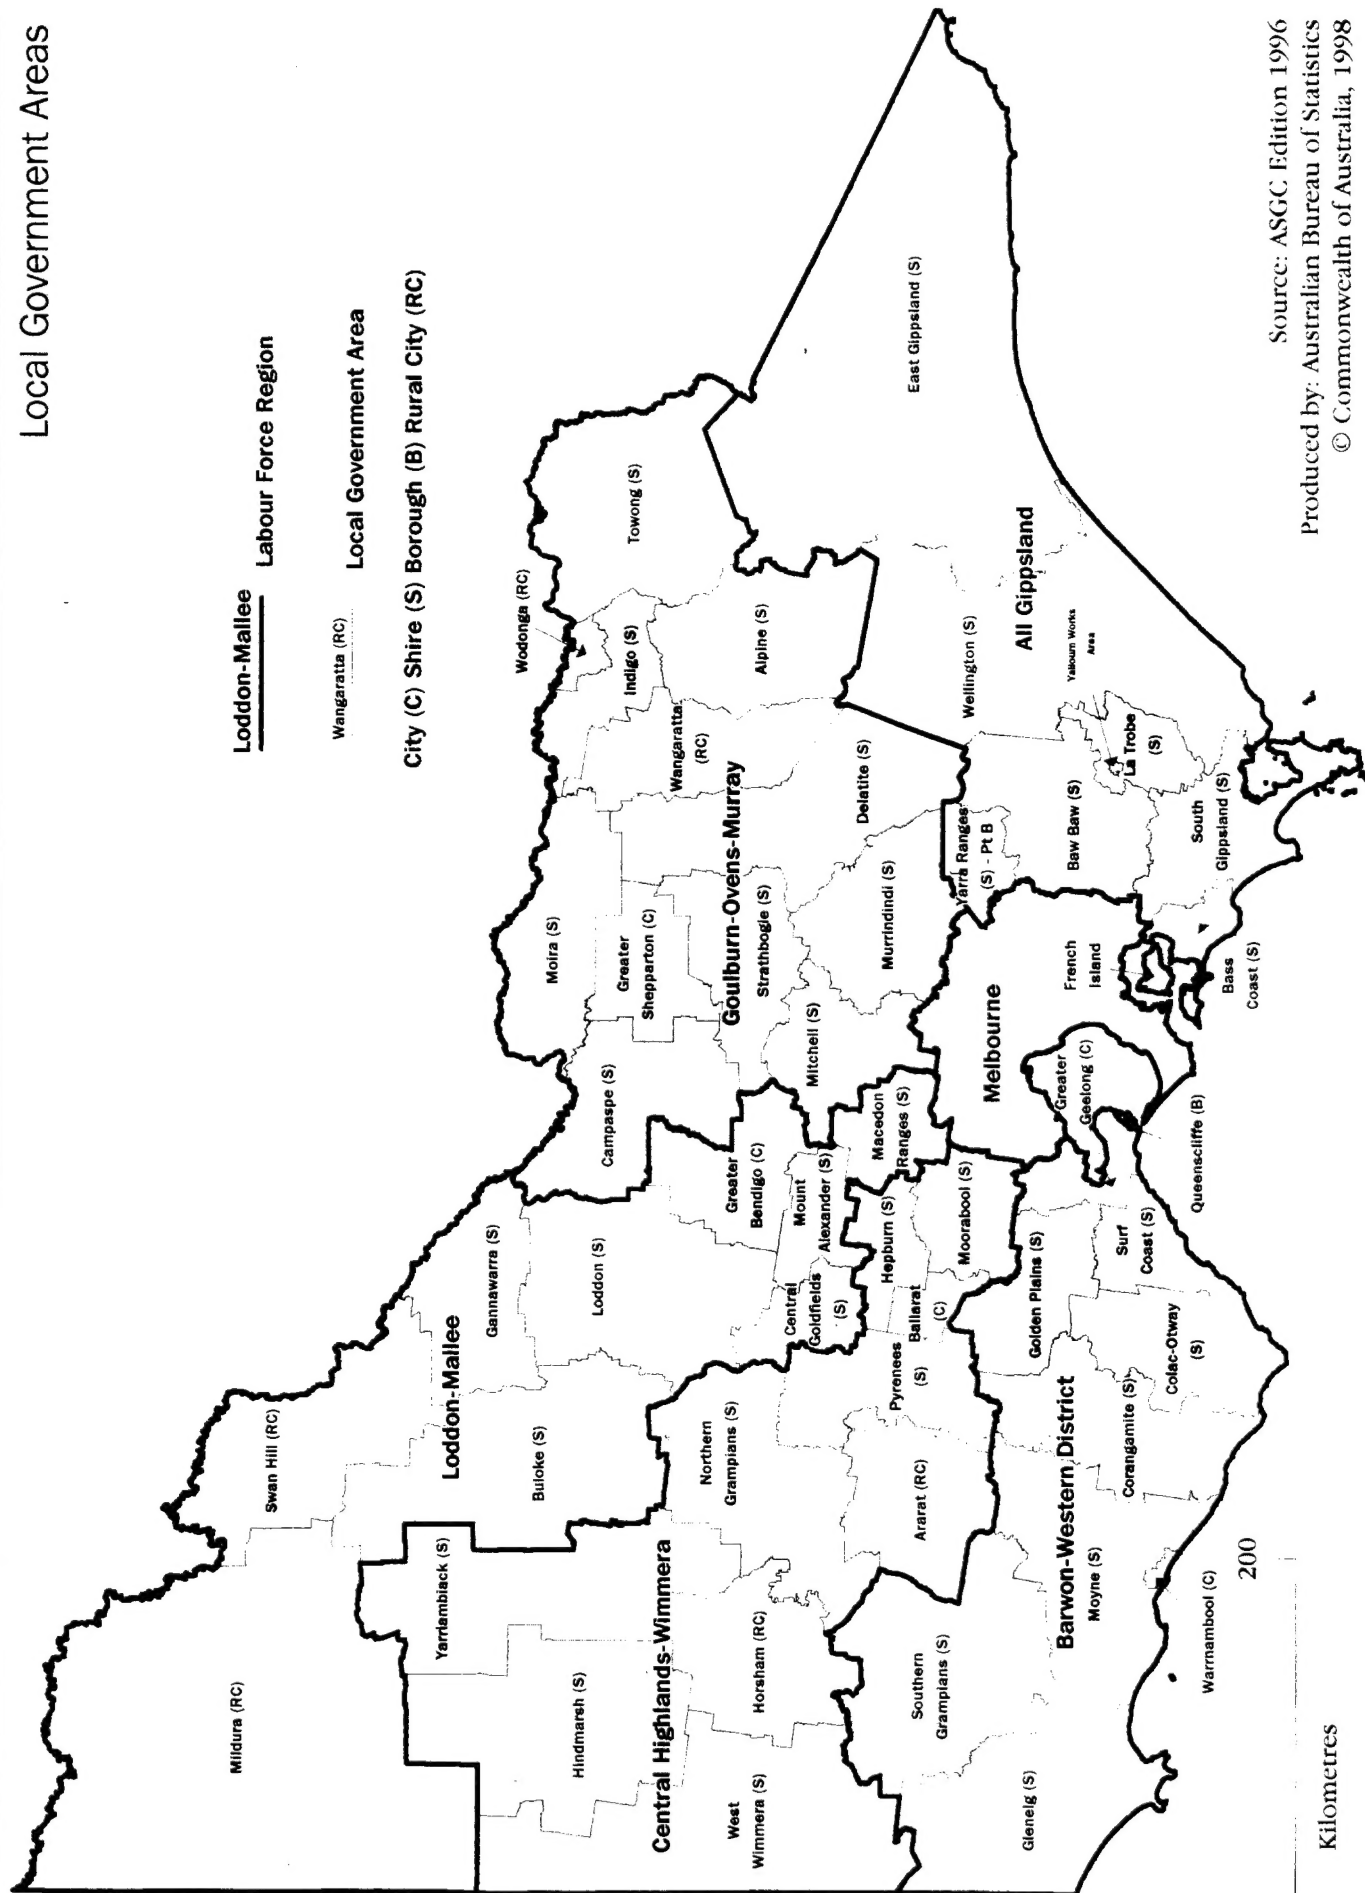 Local Government Areas
Loddon-Mallee
Labour Force Region
Wangaratta (RC)
Local Government Area
City (C) Shire (S) Borough (B) Rural City (RC)
Mildura (RC)
Swan Hill (RC)
Yarriambiack (S)
Loddon-Mallee
Gannawarra (S)
Buloke (S)
Loddon (S)
Hindmarsh (S)
Campaspe (S)
Moira (S)
Wodonga (RC)
Towong (S)
Indigo (S)
Greater
Shepparton (C)
Wangaratta
(RC)
Central Highlands-Wimmera
Northern
Grampians (S)
Greater
Bendigo (C)
Goulburn-Ovens-Murray
Strathbogie (S)
Alpine (S)
West
Wimmera (S)
Horsham (RC)
Central
Goldfields
(S)
Mount
Alexander (S)
Mitchell (S)
Delatite (S)
Murrindindi (S)
Macedon
Ranges (S)
Hepburn (S)
Pyrenees
(S)
Ballarat
(C)
Ararat (RC)
Moorabool (S)
Southern
Grampians (S)
Melbourne
Yarra Ranges
(S) - Pt B
East Gippsland (S)
Wellington (S)
All Gippsland
Glenelg (S)
Golden Plains (S)
Greater
Geelong (C)
French
Island
Baw Baw (S)
Yallourn Works
Area
La Trobe
(S)
Barwon-Western District
Moyne (S)
Corangamite (S)
Colac-Otway
(S)
Surf
Coast (S)
Queenscliffe (B)
Bass
Coast (S)
South
Gippsland (S)
Warrnambool (C)
200
Kilometres
Source: ASGC Edition 1996
Produced by: Australian Bureau of Statistics
© Commonwealth of Australia, 1998